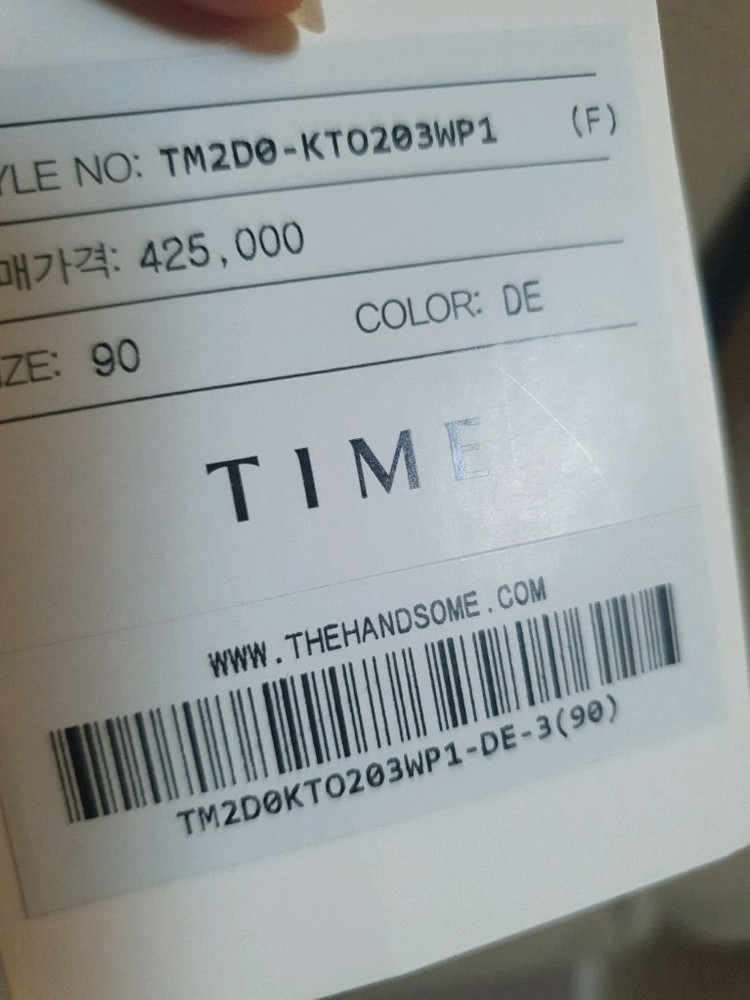 YLE NO: TM2D0-KTO203WP1 (F)
매가격: 425,000
ZE: 90 COLOR: DE
TIME
WWW.THEHANDSOME.COM
TM2D0KTO203WP1-DE-3(90)